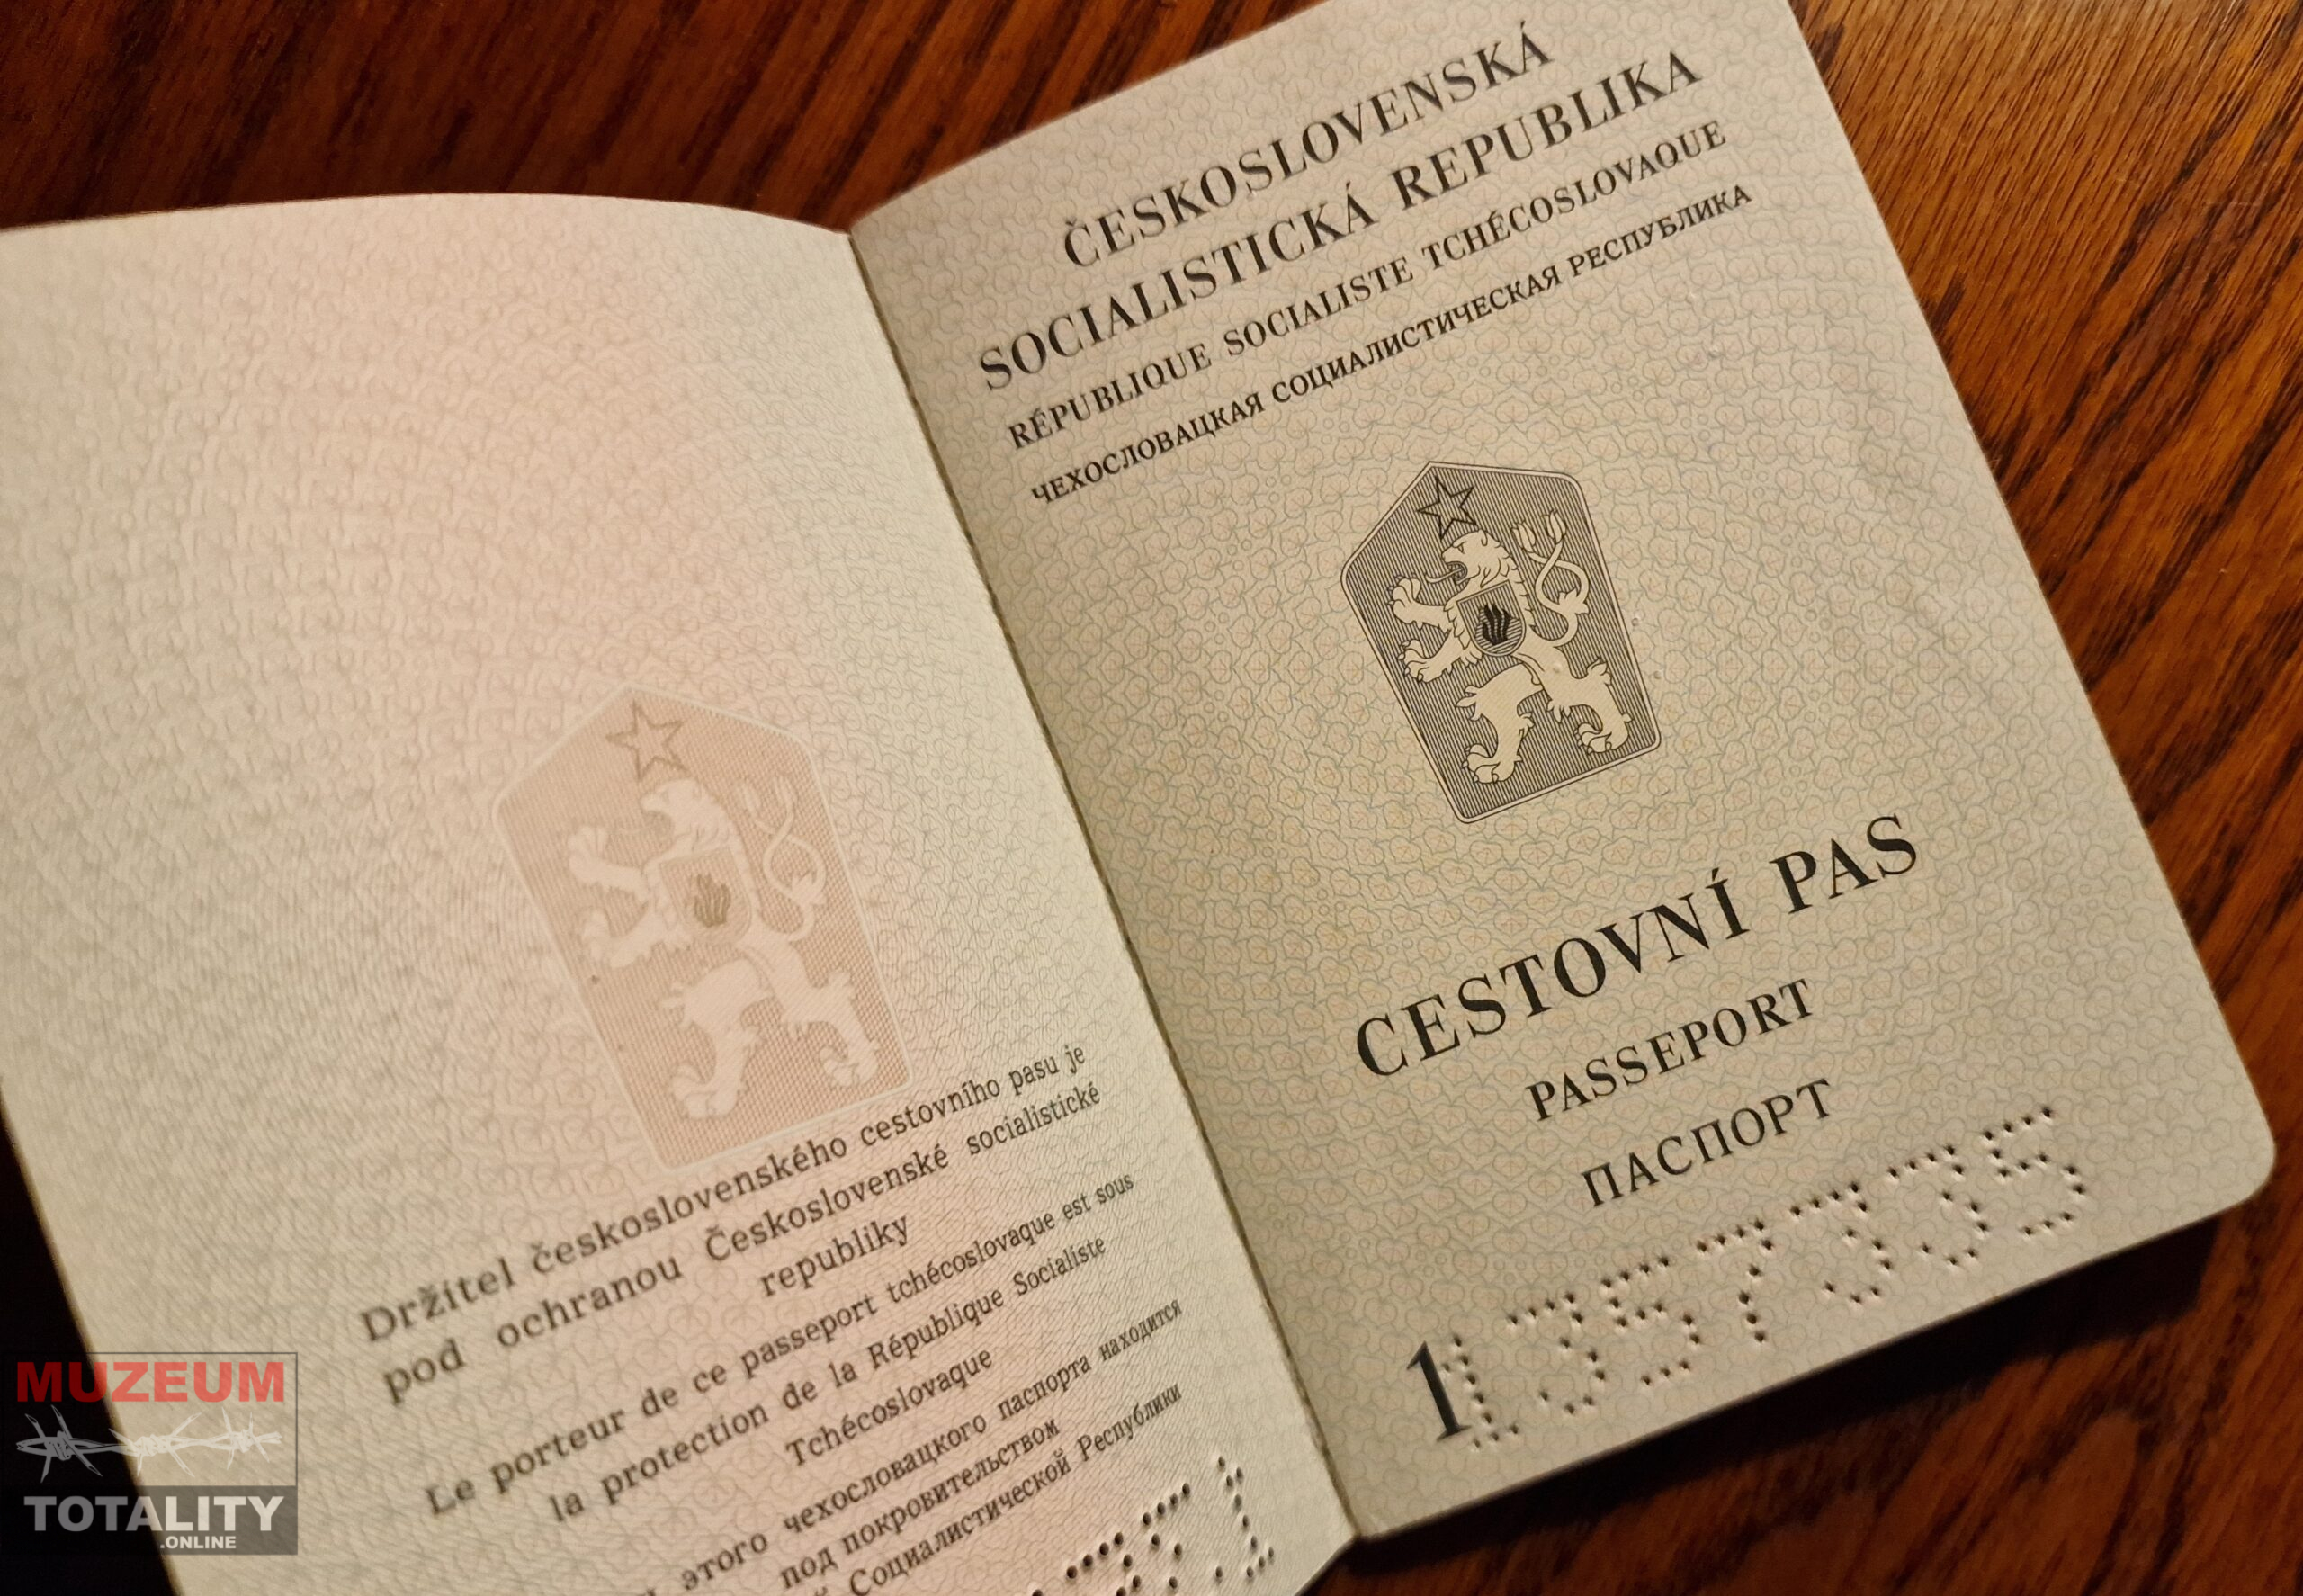 Držitel československého cestovního pasu je
pod ochranou Československé socialistické
republiky
Le porteur de ce passeport tchécoslovaque est sous
la protection de la République Socialiste
Tchécoslovaque
этого чехословацкого паспорта находится
под покровительством
Социалистической Республики
ČESKOSLOVENSKÁ
SOCIALISTICKÁ REPUBLIKA
RÉPUBLIQUE SOCIALISTE TCHÉCOSLOVAQUE
ЧЕХОСЛОВАЦКАЯ СОЦИАЛИСТИЧЕСКАЯ РЕСПУБЛИКА
CESTOVNÍ PAS
PASSEPORT
ПАСПОРТ
1
1357335
MUZEUM
TOTALITY
.ONLINE